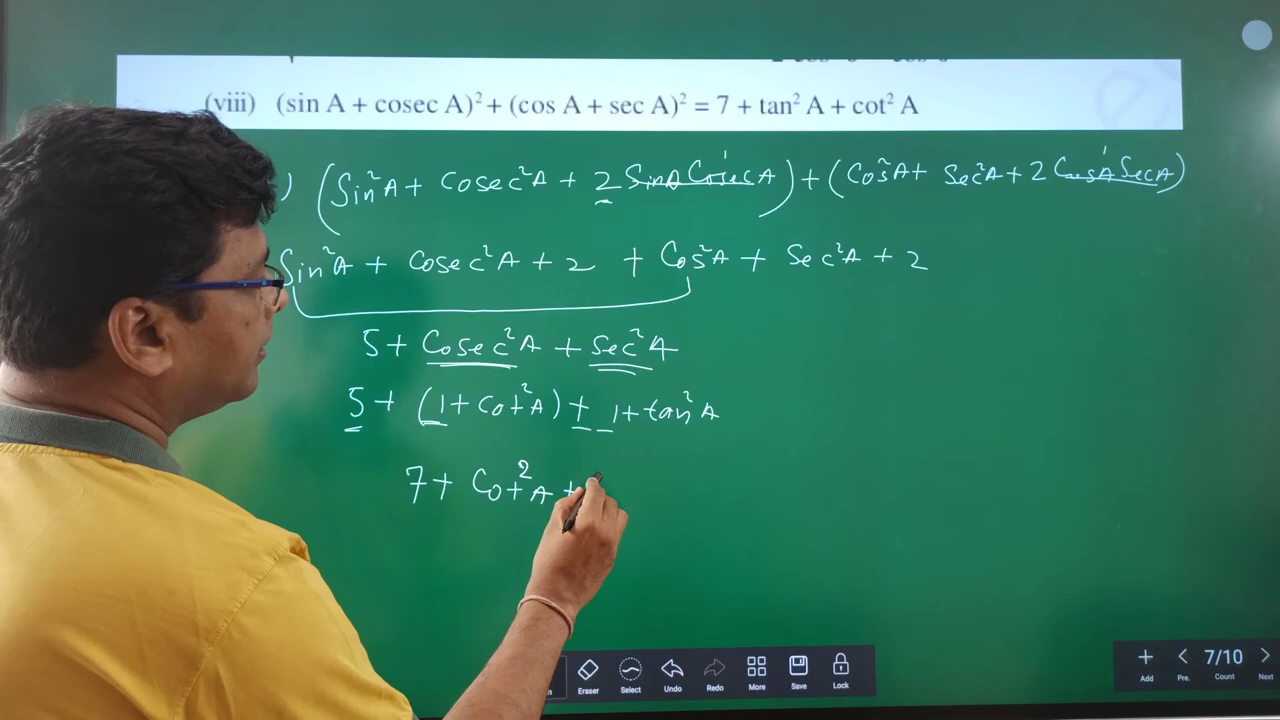 (viii) (sin A + cosec A)² + (cos A + sec A)² = 7 + tan² A + cot² A
) (Sin²A + Cosec²A + 2 SinA CosecA) + (Cos²A + Sec²A + 2 CosA SecA)
Sin²A + Cosec²A + 2 + Cos²A + Sec²A + 2
5 + Cosec²A + Sec²A
5 + (1 + Cot²A) + 1 + tan²A
7 + Cot²A +
Eraser Select Undo Redo More Save Lock
Add Pre. 7/10 Count Next